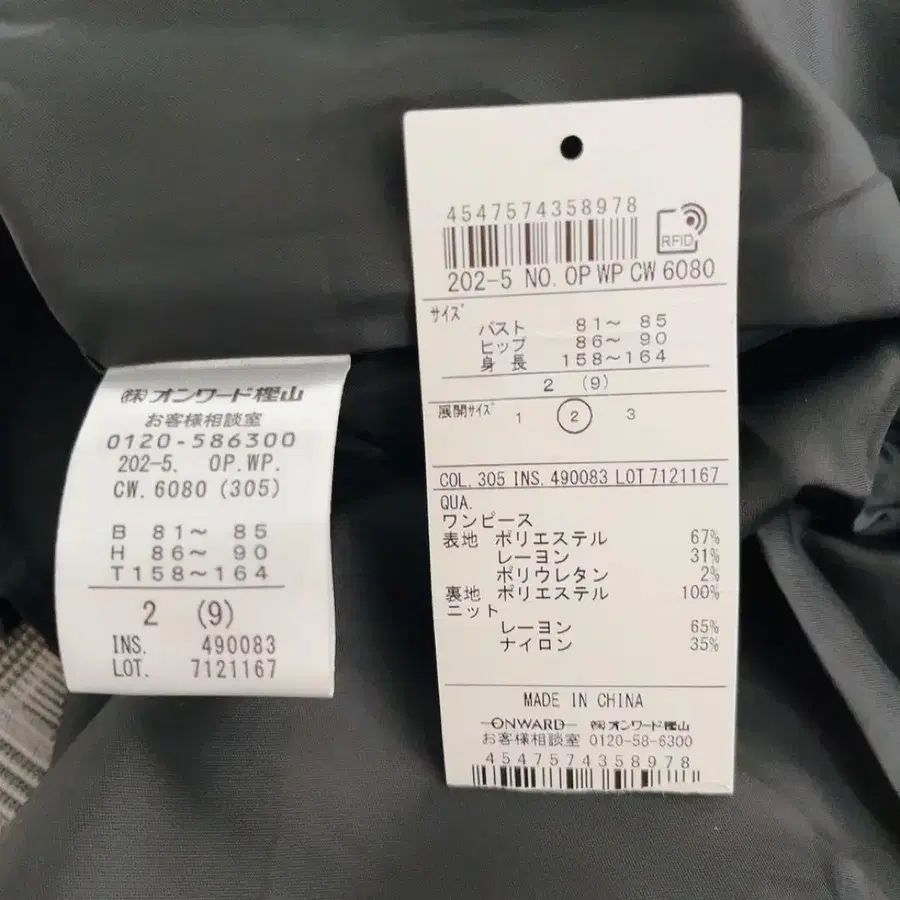 ㈱オンワード樫山
お客様相談室
0120-586300
202-5. OP.WP.
CW.6080 (305)
B 81~ 85
H 86~ 90
T158~164
2 (9)
INS. 490083
LOT. 7121167
4547574358978
RFID
202-5 NO. OP WP CW 6080
サイズ
バスト 81~ 85
ヒップ 86~ 90
身長 158~164
2 (9)
展開サイズ 1 2 3
COL. 305 INS. 490083 LOT 7121167
QUA.
ワンピース
表地 ポリエステル 67%
レーヨン 31%
ポリウレタン 2%
裏地 ポリエステル 100%
ニット
レーヨン 65%
ナイロン 35%
MADE IN CHINA
ONWARD ㈱オンワード樫山
お客様相談室 0120-58-6300
4547574358978